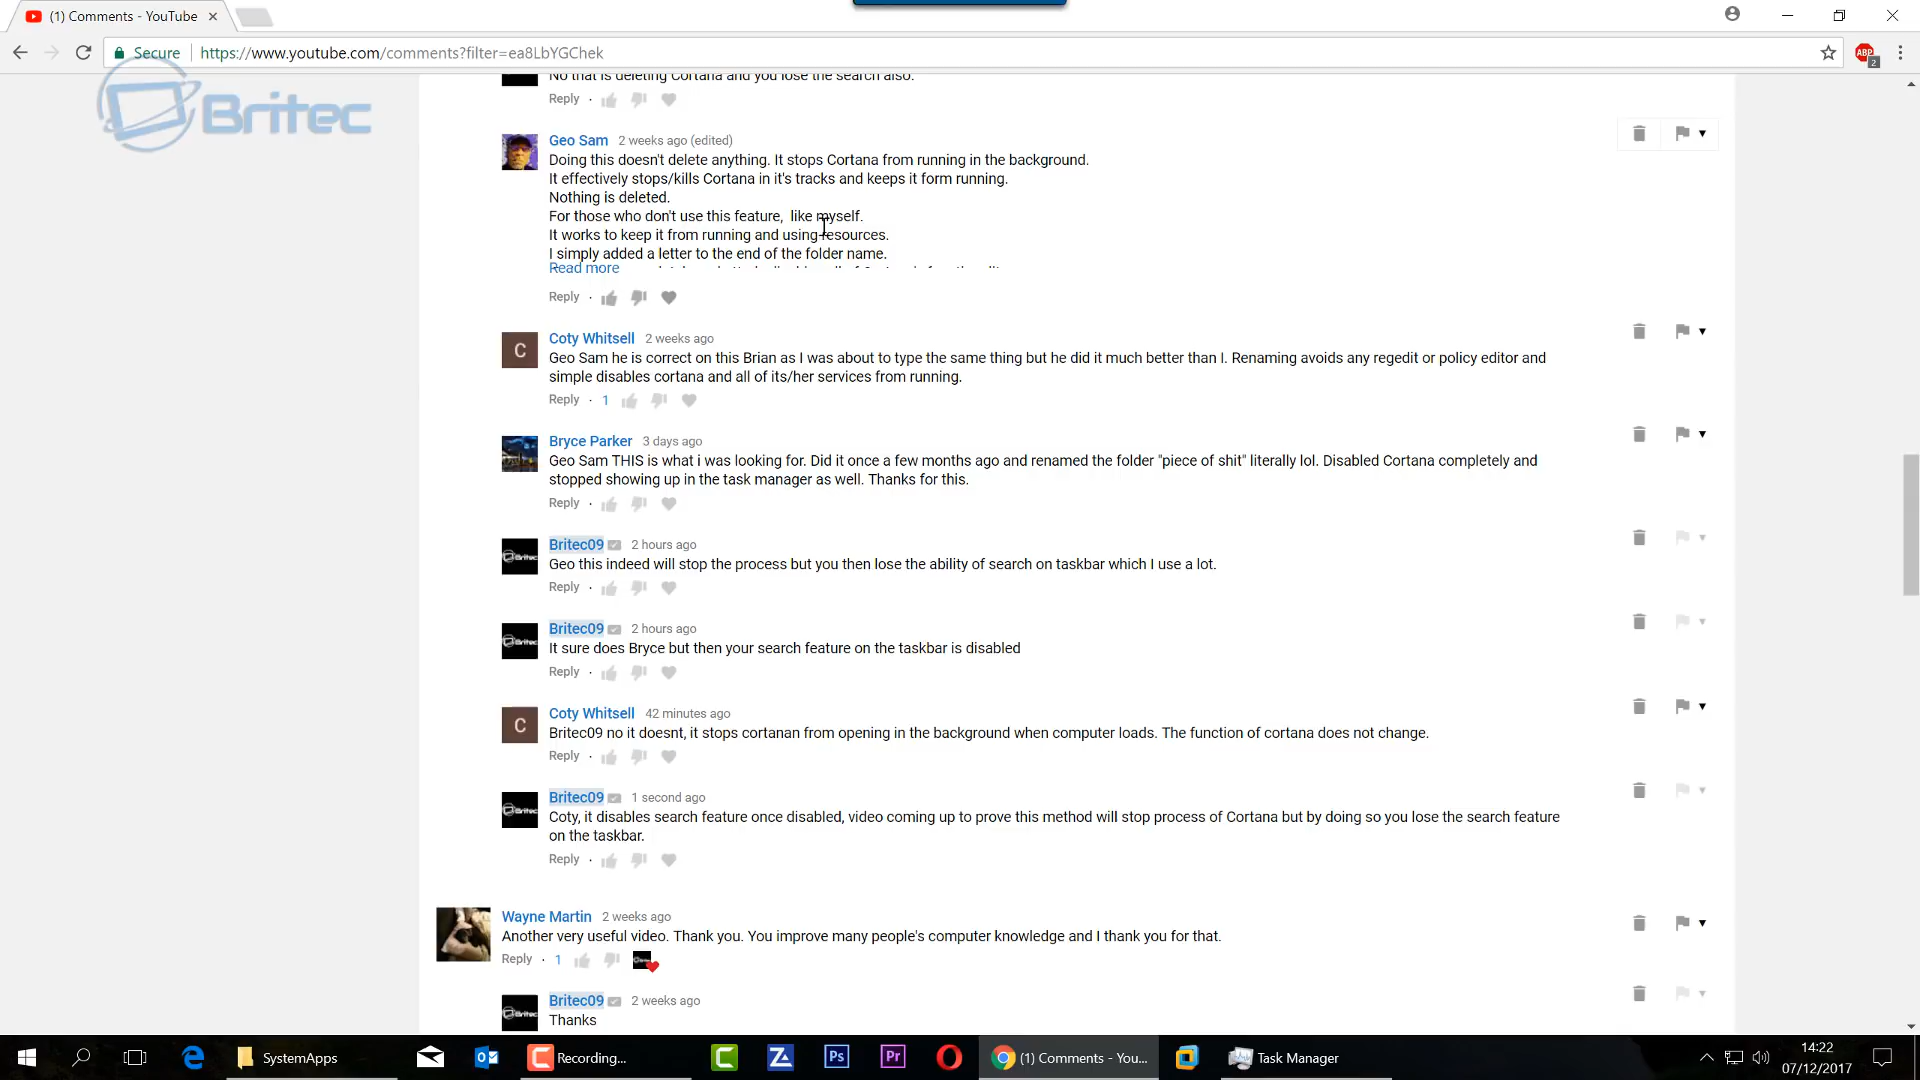 (1) Comments - YouTube
Secure
https://www.youtube.com/comments?filter=ea8LbYGChek
ABP
2
Britec
No that is deleting Cortana and you lose the search also.
Reply
Geo Sam 2 weeks ago (edited)
Doing this doesn't delete anything. It stops Cortana from running in the background.
It effectively stops/kills Cortana in it's tracks and keeps it form running.
Nothing is deleted.
For those who don't use this feature, like myself.
It works to keep it from running and using resources.
I simply added a letter to the end of the folder name.
Read more
Reply
C
Coty Whitsell 2 weeks ago
Geo Sam he is correct on this Brian as I was about to type the same thing but he did it much better than I. Renaming avoids any regedit or policy editor and
simple disables cortana and all of its/her services from running.
Reply · 1
Bryce Parker 3 days ago
Geo Sam THIS is what i was looking for. Did it once a few months ago and renamed the folder "piece of shit" literally lol. Disabled Cortana completely and
stopped showing up in the task manager as well. Thanks for this.
Reply
Britec09 2 hours ago
Geo this indeed will stop the process but you then lose the ability of search on taskbar which I use a lot.
Reply
Britec09 2 hours ago
It sure does Bryce but then your search feature on the taskbar is disabled
Reply
C
Coty Whitsell 42 minutes ago
Britec09 no it doesnt, it stops cortanan from opening in the background when computer loads. The function of cortana does not change.
Reply
Britec09 1 second ago
Coty, it disables search feature once disabled, video coming up to prove this method will stop process of Cortana but by doing so you lose the search feature
on the taskbar.
Reply
Wayne Martin 2 weeks ago
Another very useful video. Thank you. You improve many people's computer knowledge and I thank you for that.
Reply · 1
Britec09 2 weeks ago
Thanks
SystemApps
Recording...
Ps
Pr
(1) Comments - You...
Task Manager
14:22
07/12/2017